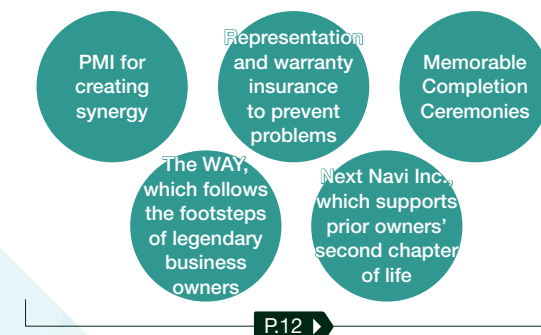 PMI for
creating
synergy
Representation
and warranty
insurance
to prevent
problems
Memorable
Completion
Ceremonies
The WAY,
which follows
the footsteps
of legendary
business
owners
Next Navi Inc.,
which supports
prior owners’
second chapter
of life
P.12